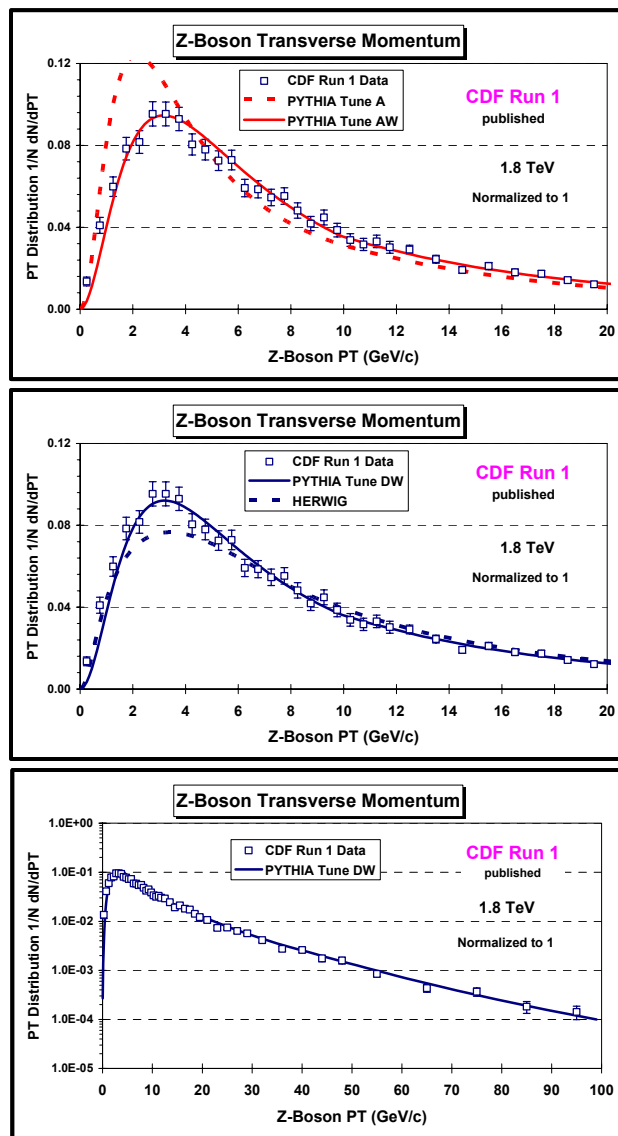 Z-Boson Transverse Momentum
0.12
0.08
0.04
0.00
PT Distribution 1/N dN/dPT
CDF Run 1 Data
PYTHIA Tune A
PYTHIA Tune AW
CDF Run 1
published
1.8 TeV
Normalized to 1
0 2 4 6 8 10 12 14 16 18 20
Z-Boson PT (GeV/c)
Z-Boson Transverse Momentum
0.12
0.08
0.04
0.00
PT Distribution 1/N dN/dPT
CDF Run 1 Data
PYTHIA Tune DW
HERWIG
CDF Run 1
published
1.8 TeV
Normalized to 1
0 2 4 6 8 10 12 14 16 18 20
Z-Boson PT (GeV/c)
Z-Boson Transverse Momentum
1.0E+00
1.0E-01
1.0E-02
1.0E-03
1.0E-04
1.0E-05
PT Distribution 1/N dN/dPT
CDF Run 1 Data
PYTHIA Tune DW
CDF Run 1
published
1.8 TeV
Normalized to 1
0 10 20 30 40 50 60 70 80 90 100
Z-Boson PT (GeV/c)